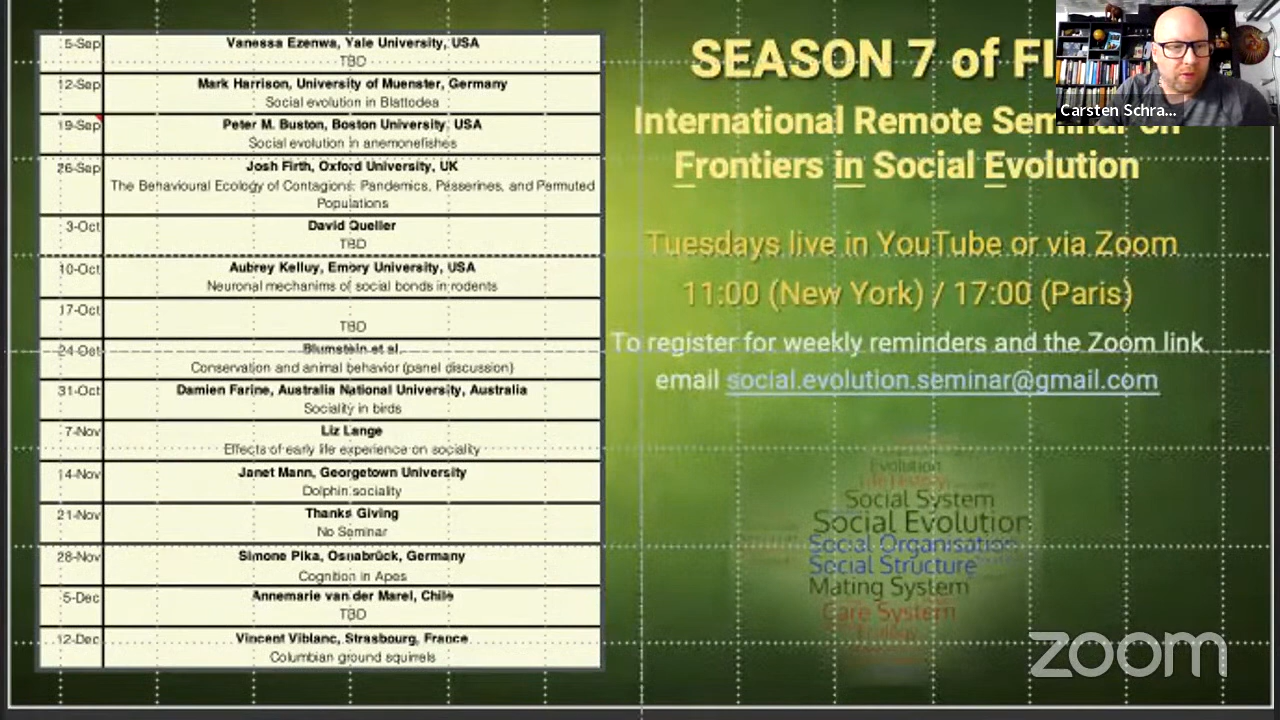 5-Sep
Vanessa Ezenwa, Yale University, USA
TBD
12-Sep
Mark Harrison, University of Muenster, Germany
Social evolution in Blattodea
19-Sep
Peter M. Buston, Boston University, USA
Social evolution in anemonefishes
26-Sep
Josh Firth, Oxford University, UK
The Behavioural Ecology of Contagions: Pandemics, Passerines, and Permuted
Populations
3-Oct
David Queller
TBD
10-Oct
Aubrey Kelluy, Emory University, USA
Neuronal mechanims of social bonds in rodents
17-Oct
TBD
24-Oct
Blumstein et al.
Conservation and animal behavior (panel discussion)
31-Oct
Damien Farine, Australia National University, Australia
Sociality in birds
7-Nov
Liz Lange
Effects of early life experience on sociality
14-Nov
Janet Mann, Georgetown University
Dolphin sociality
21-Nov
Thanks Giving
No Seminar
28-Nov
Simone Pika, Osnabrück, Germany
Cognition in Apes
5-Dec
Annemarie van der Marel, Chile
TBD
12-Dec
Vincent Viblanc, Strasbourg, France
Columbian ground squirrels
SEASON 7 of
International Remote Seminar on
Frontiers in Social Evolution
Tuesdays live in YouTube or via Zoom
11:00 (New York) / 17:00 (Paris)
To register for weekly reminders and the Zoom link
email social.evolution.seminar@gmail.com
Carsten Schra...
Evolution
Life History
Social System
Social Evolution
Social Organisation
Social Structure
Mating System
Care System
zoom